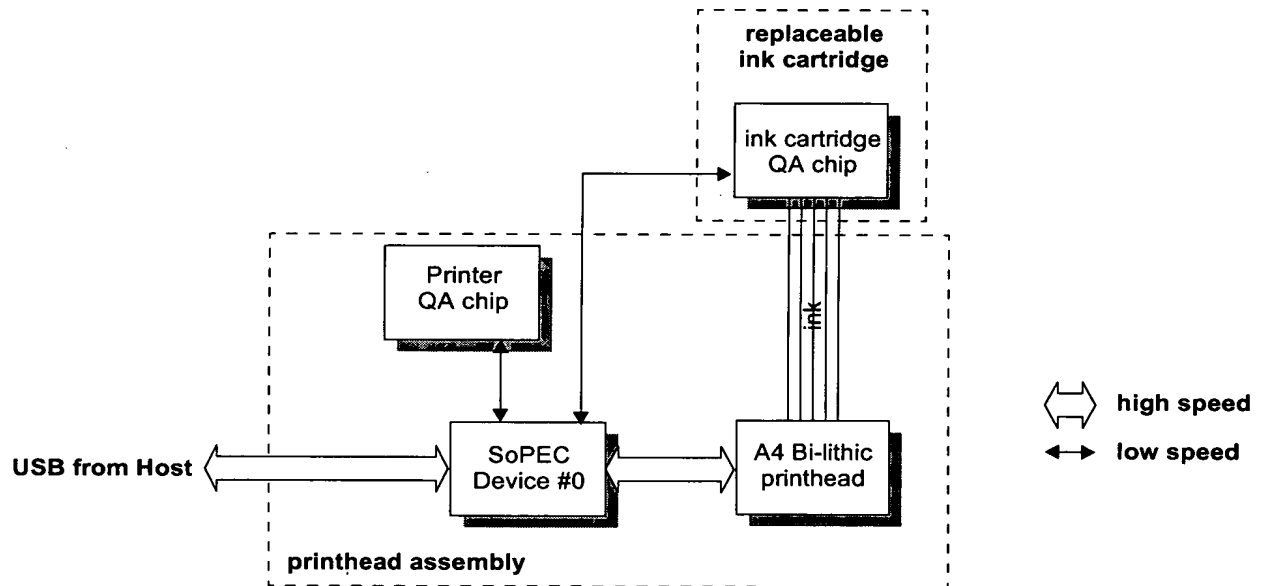 replaceable
ink cartridge
ink cartridge
QA chip
Printer
QA chip
ink
high speed
low speed
USB from Host
SoPEC
Device #0
A4 Bi-lithic
printhead
printhead assembly